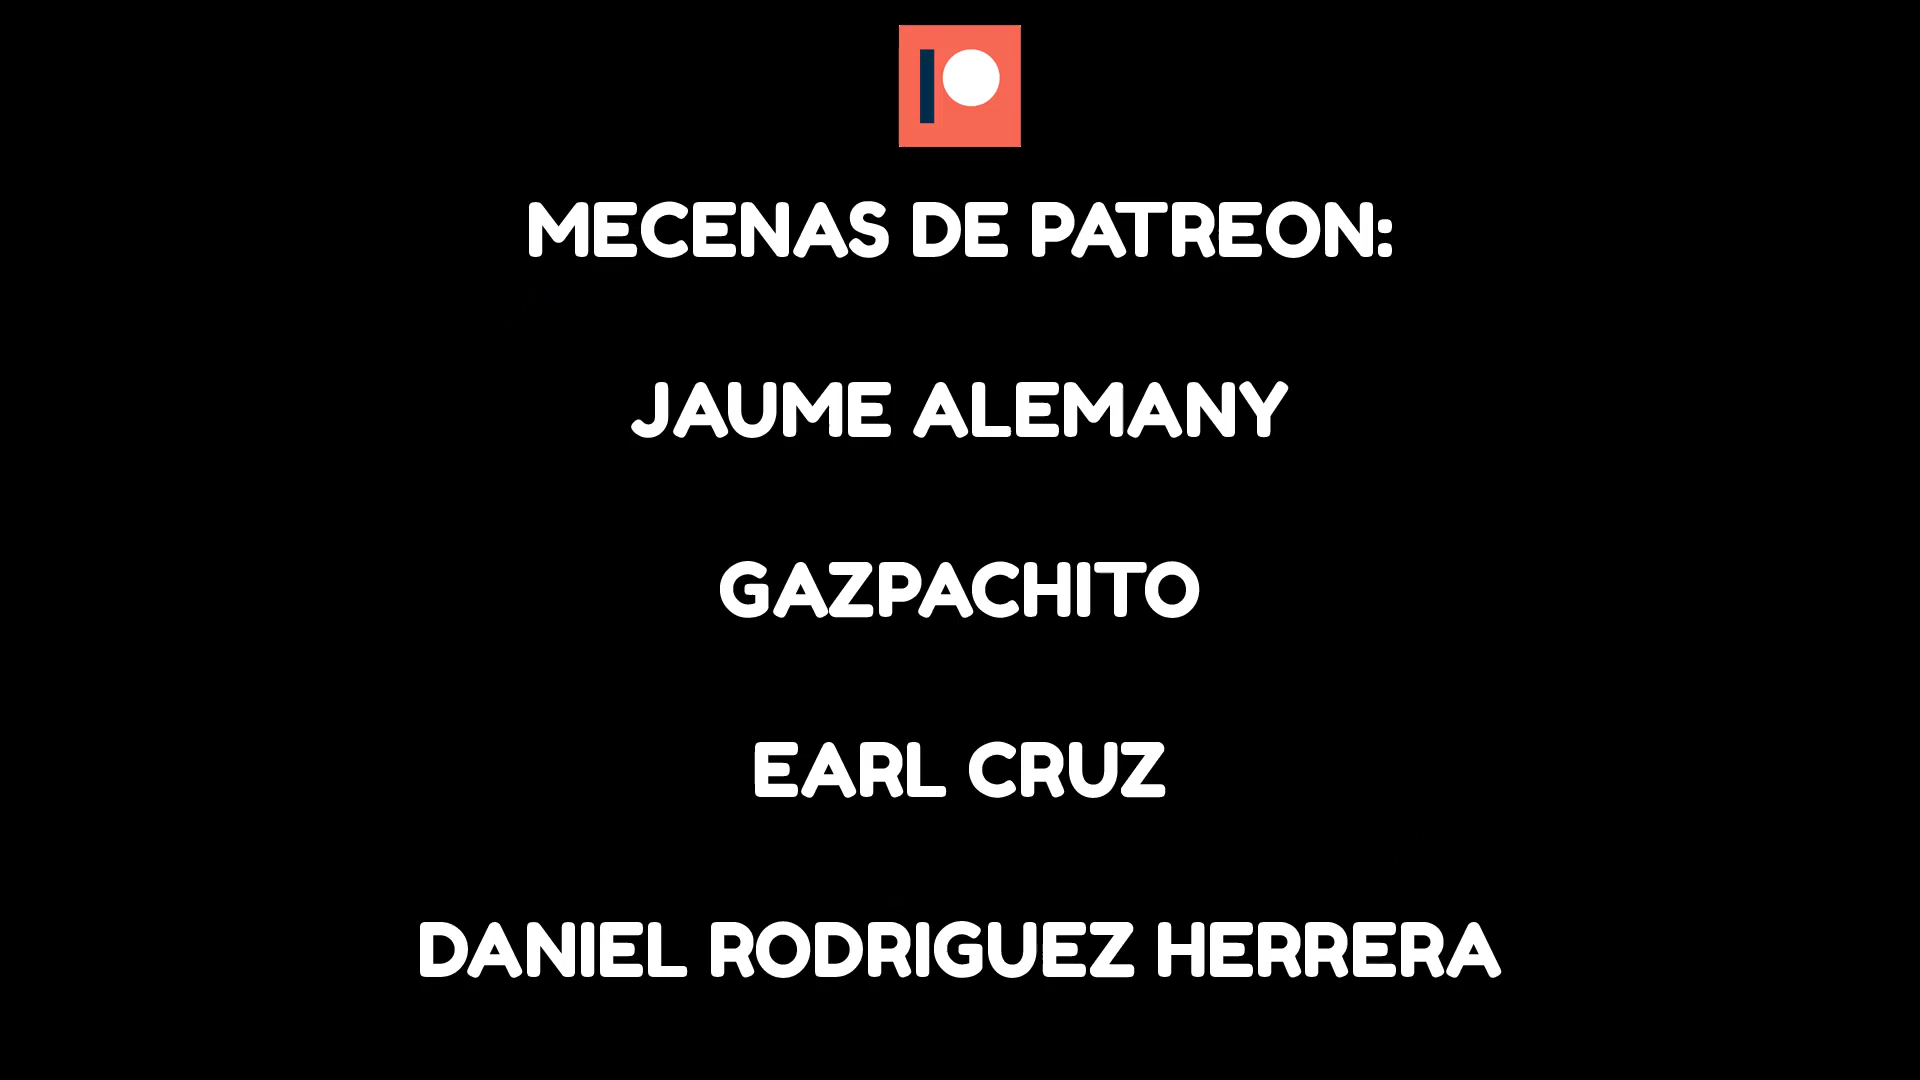 MECENAS DE PATREON:
JAUME ALEMANY
GAZPACHITO
EARL CRUZ
DANIEL RODRIGUEZ HERRERA